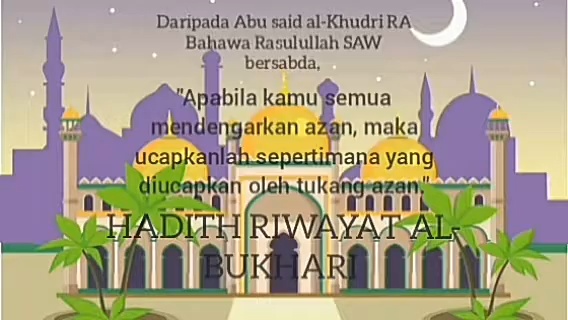 Daripada Abu said al-Khudri RA
Bahawa Rasulullah SAW
bersabda,
"Apabila kamu semua
mendengarkan azan, maka
ucapkanlah sepertimana yang
diucapkan oleh tukang azan."
HADITH RIWAYAT AL-
BUKHARI